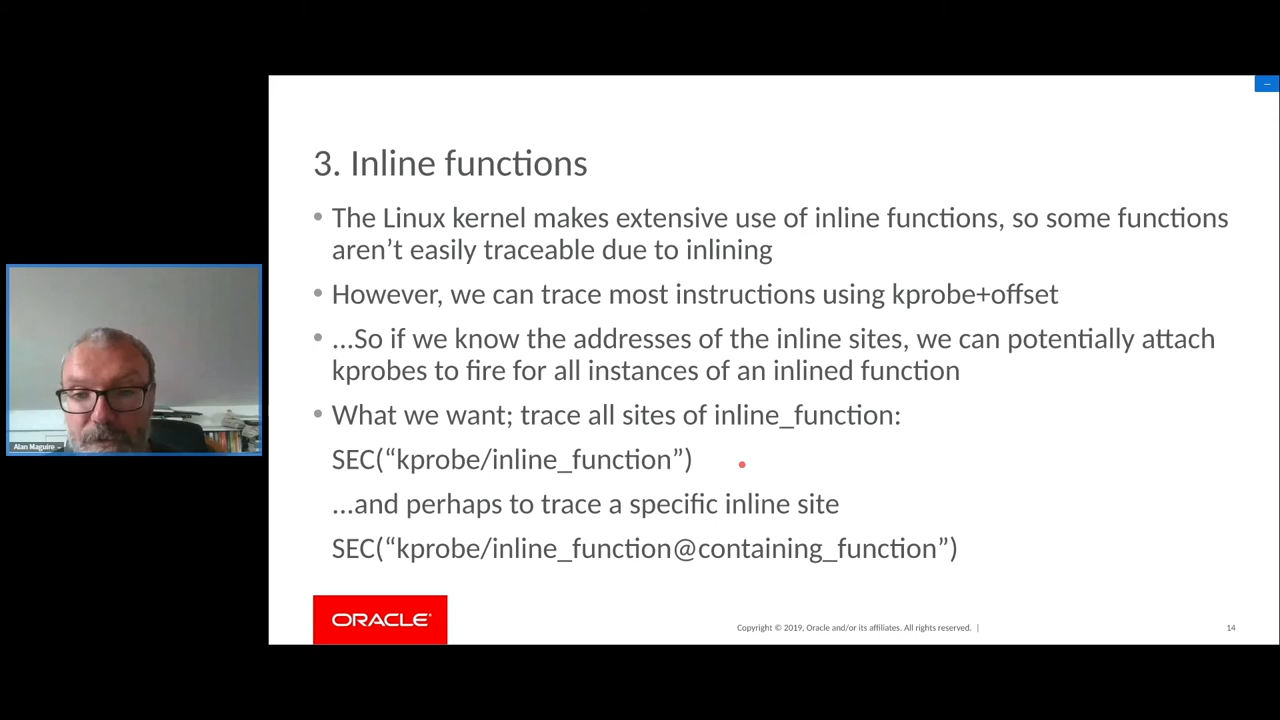 3. Inline functions
• The Linux kernel makes extensive use of inline functions, so some functions
aren’t easily traceable due to inlining
• However, we can trace most instructions using kprobe+offset
• ...So if we know the addresses of the inline sites, we can potentially attach
kprobes to fire for all instances of an inlined function
• What we want; trace all sites of inline_function:
SEC(“kprobe/inline_function”)
...and perhaps to trace a specific inline site
SEC(“kprobe/inline_function@containing_function”)
Alan Maguire
ORACLE®
Copyright © 2019, Oracle and/or its affiliates. All rights reserved. |
14